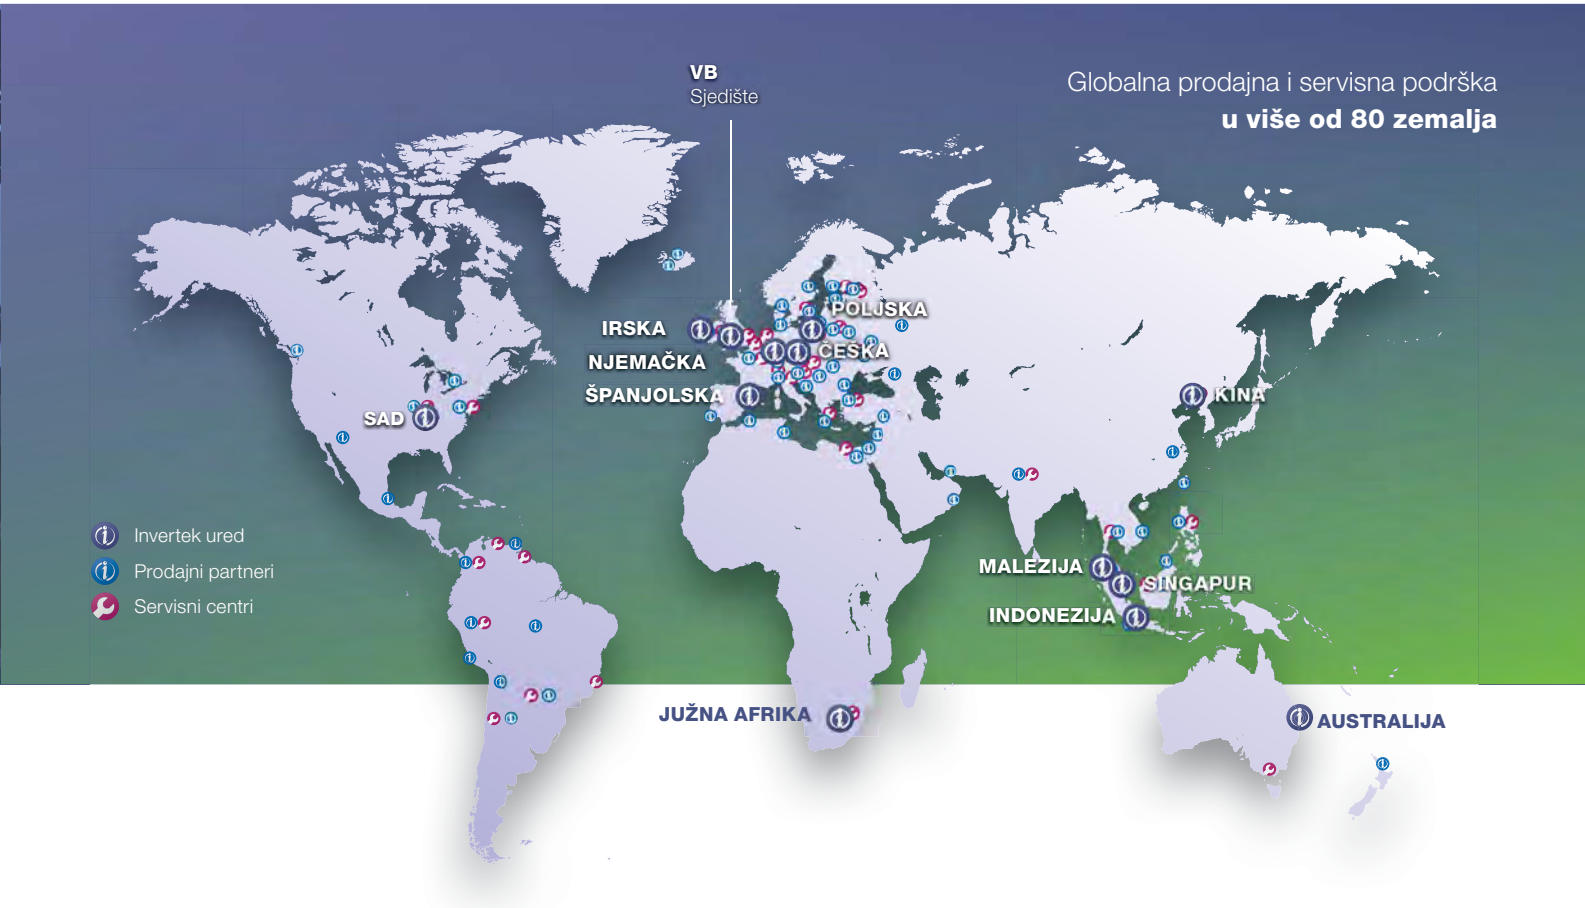 VB
Sjedište
Globalna prodajna i servisna podrška
u više od 80 zemalja
POLJSKA
IRSKA
ČEŠKA
NJEMAČKA
ŠPANJOLSKA
KINA
SAD
Invertek ured
Prodajni partneri
Servisni centri
MALEZIJA
SINGAPUR
INDONEZIJA
JUŽNA AFRIKA
AUSTRALIJA